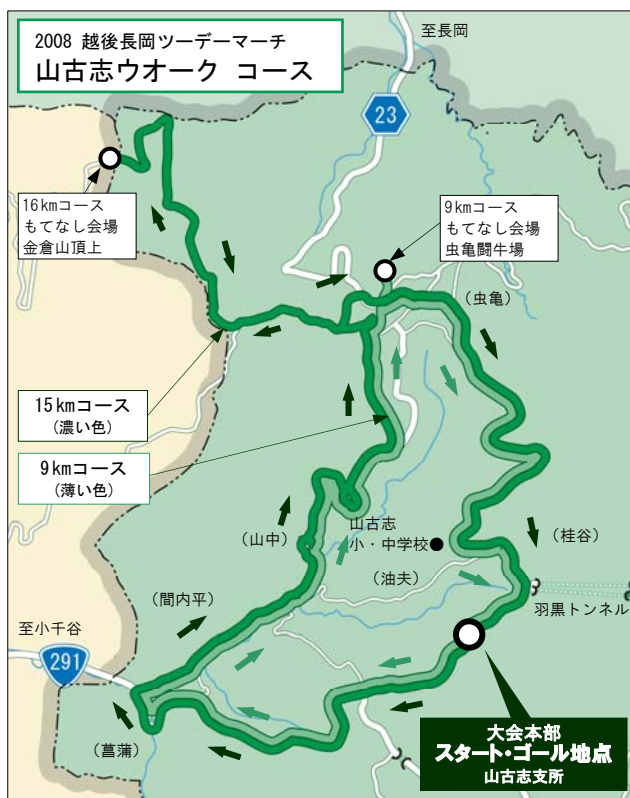 2008 越後長岡ツーデーマーチ
山古志ウオーク コース
至長岡
23
16kmコース
もてなし会場
金倉山頂上
9kmコース
もてなし会場
虫亀闘牛場
(虫亀)
15kmコース
(濃い色)
9kmコース
(薄い色)
山古志
小・中学校
(山中)
(桂谷)
(油夫)
(間内平)
羽黒トンネル
至小千谷
291
(菖蒲)
大会本部
スタート・ゴール地点
山古志支所